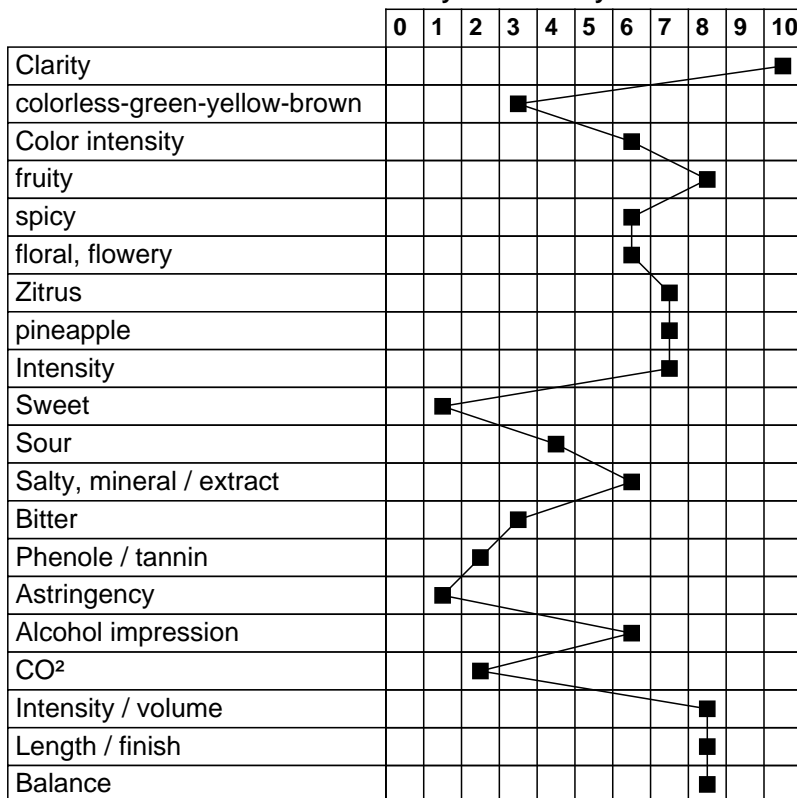 0 1 2 3 4 5 6 7 8 9 10
Clarity
colorless-green-yellow-brown
Color intensity
fruity
spicy
floral, flowery
Zitrus
pineapple
Intensity
Sweet
Sour
Salty, mineral / extract
Bitter
Phenole / tannin
Astringency
Alcohol impression
CO²
Intensity / volume
Length / finish
Balance